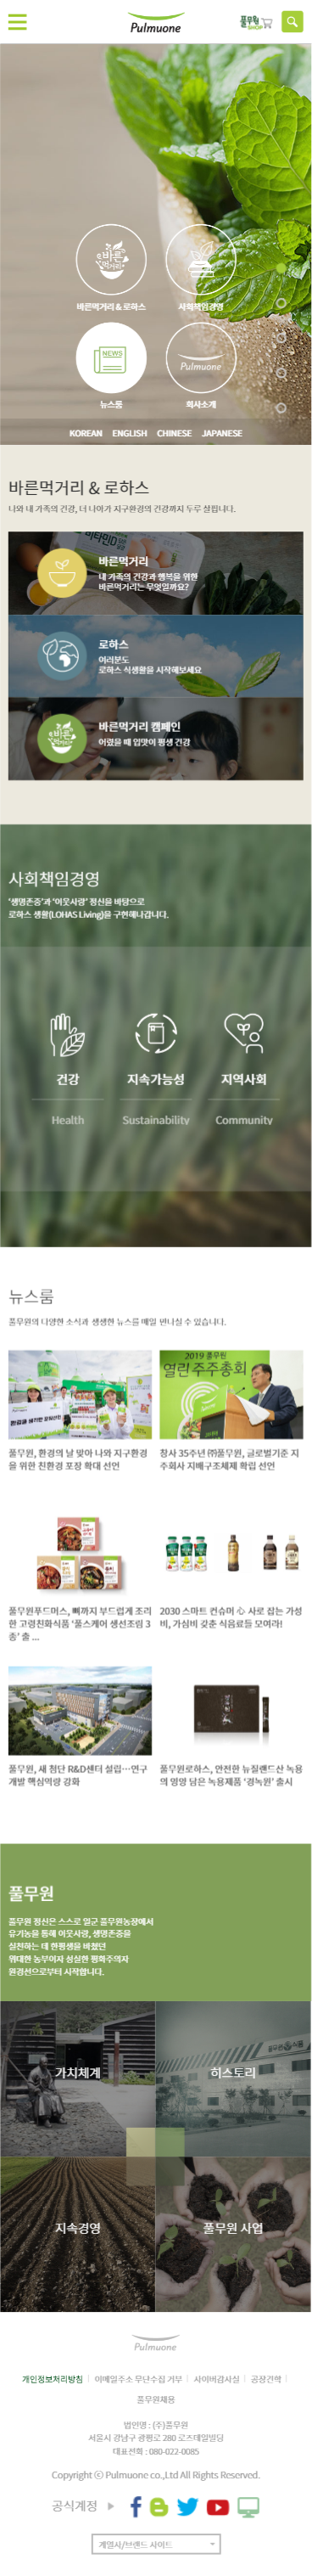 Pulmuone
풀무원
SHOP
바른
먹거리
바른먹거리 & 로하스
사회책임경영
NEWS
Pulmuone
뉴스룸
회사소개
KOREAN ENGLISH CHINESE JAPANESE
바른먹거리 & 로하스
나와 내 가족의 건강, 더 나아가 지구환경의 건강까지 두루 살핍니다.
바른먹거리
내 가족의 건강과 행복을 위한
바른먹거리는 무엇일까요?
로하스
여러분도
로하스 식생활을 시작해보세요
바른
먹거리
바른먹거리 캠페인
어렸을 때 입맛이 평생 건강
사회책임경영
‘생명존중’과 ‘이웃사랑’ 정신을 바탕으로
로하스 생활(LOHAS Living)을 구현해나갑니다.
건강 지속가능성 지역사회
Health Sustainability Community
뉴스룸
풀무원의 다양한 소식과 생생한 뉴스를 매일 만나실 수 있습니다.
2019 풀무원
열린 주주총회
풀무원, 환경의 날 맞아 나와 지구환경
을 위한 친환경 포장 확대 선언
창사 35주년 ㈜풀무원, 글로벌기준 지
주회사 지배구조체제 확립 선언
풀무원푸드머스, 뼈까지 부드럽게 조리
한 고령친화식품 ‘풀스케어 생선조림 3
종’ 출 ...
2030 스마트 컨슈머 心 사로 잡는 가성
비, 가심비 갖춘 식음료들 모여라!
풀무원, 새 첨단 R&D센터 설립…연구
개발 핵심역량 강화
풀무원로하스, 안전한 뉴질랜드산 녹용
의 영양 담은 녹용제품 ‘경녹원’ 출시
풀무원
풀무원 정신은 스스로 일군 풀무원농장에서
유기농을 통해 이웃사랑, 생명존중을
실천하는 데 한평생을 바쳤던
위대한 농부이자 성실한 평화주의자
원경선으로부터 시작합니다.
가치체계
히스토리
지속경영
풀무원 사업
Pulmuone
개인정보처리방침 | 이메일주소 무단수집 거부 | 사이버감사실 | 공장견학 |
풀무원채용
법인명 : (주)풀무원
서울시 강남구 광평로 280 로즈데일빌딩
대표전화 : 080-022-0085
Copyright ⓒ Pulmuone co.,Ltd All Rights Reserved.
공식계정
계열사/브랜드 사이트